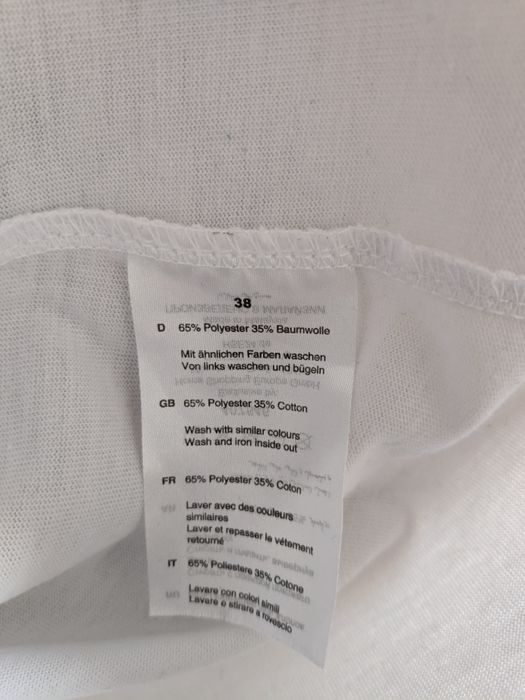 38
D 65% Polyester 35% Baumwolle
Mit ähnlichen Farben waschen
Von links waschen und bügeln
GB 65% Polyester 35% Cotton
Wash with similar colours
Wash and iron inside out
FR 65% Polyester 35% Coton
Laver avec des couleurs
similaires
Laver et repasser le vétement
retourné
IT 65% Poliestere 35% Cotone
Lavare con colori simili
Lavare e stirare a rovescio